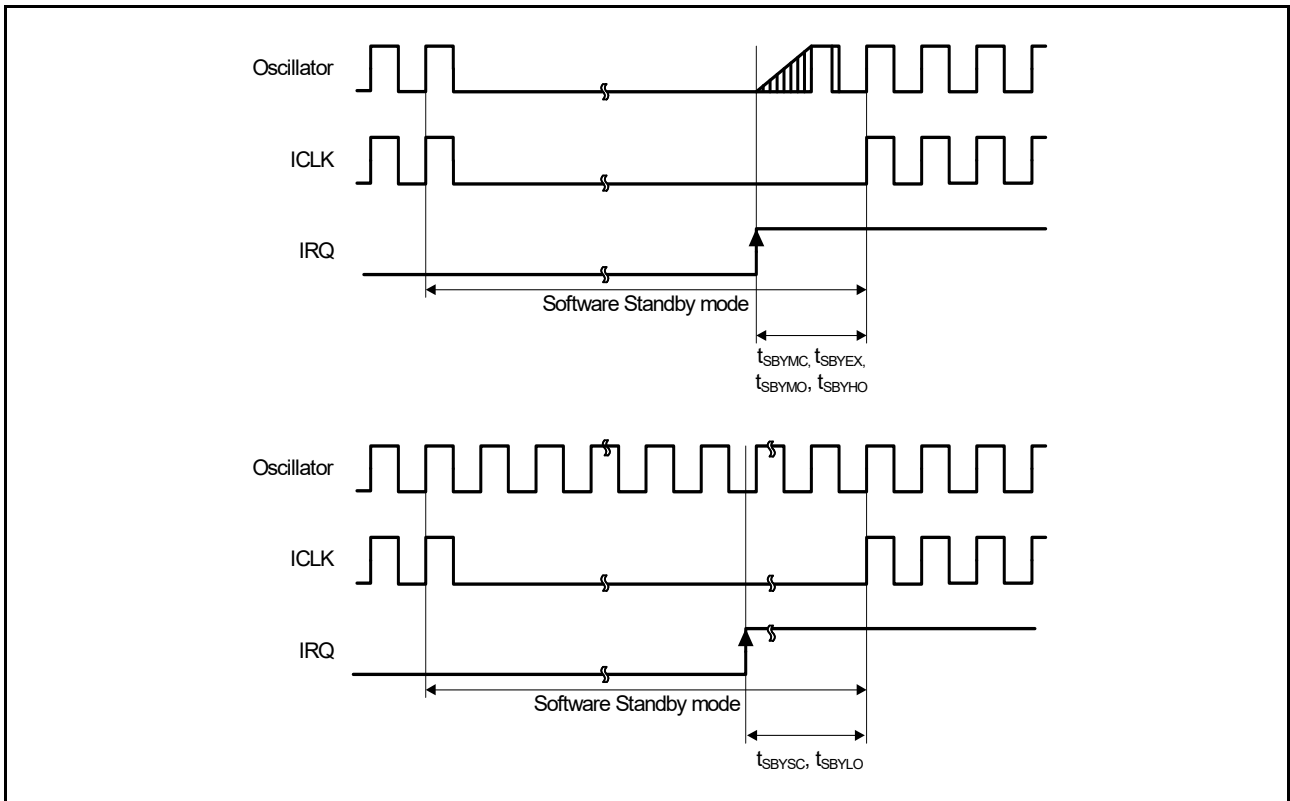 Oscillator
ICLK
IRQ
Software Standby mode
tSBYMC, tSBYEX,
tSBYMO, tSBYHO
Oscillator
ICLK
IRQ
Software Standby mode
tSBYSC, tSBYLO